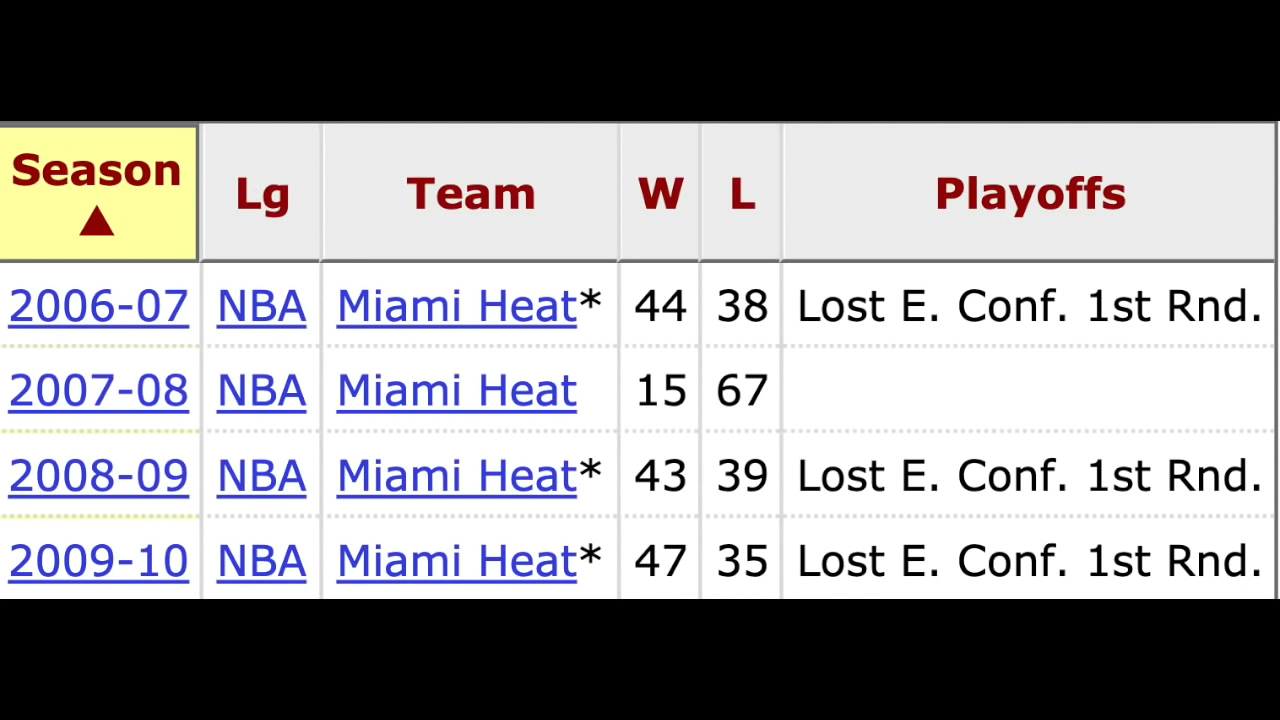 Season ▲ Lg Team W L Playoffs
2006-07 NBA Miami Heat* 44 38 Lost E. Conf. 1st Rnd.
2007-08 NBA Miami Heat 15 67
2008-09 NBA Miami Heat* 43 39 Lost E. Conf. 1st Rnd.
2009-10 NBA Miami Heat* 47 35 Lost E. Conf. 1st Rnd.